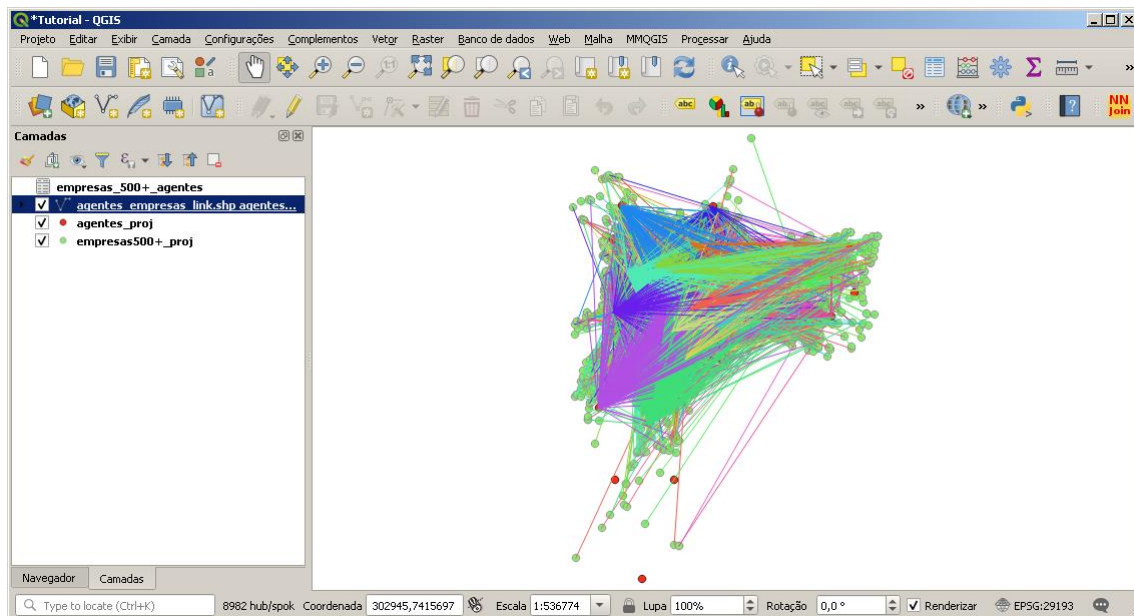 *Tutorial - QGIS
Projeto Editar Exibir Camada Configurações Complementos Vetor Raster Banco de dados Web Malha MMQGIS Processar Ajuda
abc NN
Join
Camadas
empresas_500+_agentes
agentes_empresas_link.shp agentes...
agentes_proj
empresas500+_proj
Navegador Camadas
Type to locate (Ctrl+K) 8982 hub/spok Coordenada 302945,7415697 Escala 1:536774 Lupa 100% Rotação 0,0 ° Renderizar EPSG:29193